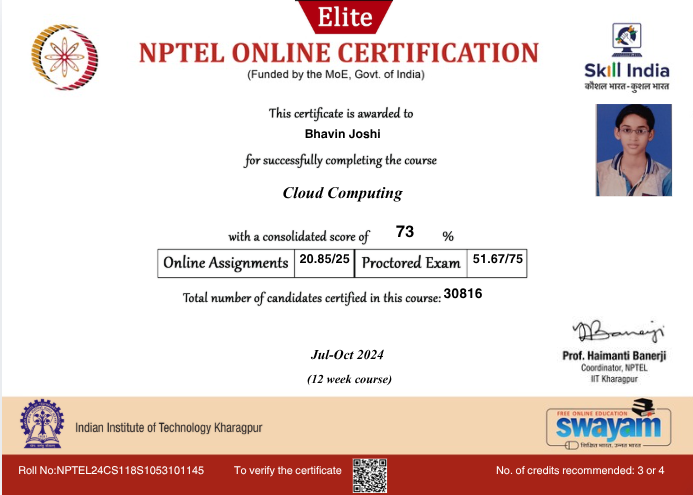 Elite
NPTEL ONLINE CERTIFICATION
(Funded by the MoE, Govt. of India)
Skill India
कौशल भारत - कुशल भारत
This certificate is awarded to
Bhavin Joshi
for successfully completing the course
Cloud Computing
with a consolidated score of 73 %
Online Assignments 20.85/25 Proctored Exam 51.67/75
Total number of candidates certified in this course: 30816
Jul-Oct 2024
(12 week course)
Prof. Haimanti Banerji
Coordinator, NPTEL
IIT Kharagpur
Indian Institute of Technology Kharagpur
FREE ONLINE EDUCATION
swayam
शिक्षित भारत, उन्नत भारत
Roll No:NPTEL24CS118S1053101145 To verify the certificate No. of credits recommended: 3 or 4